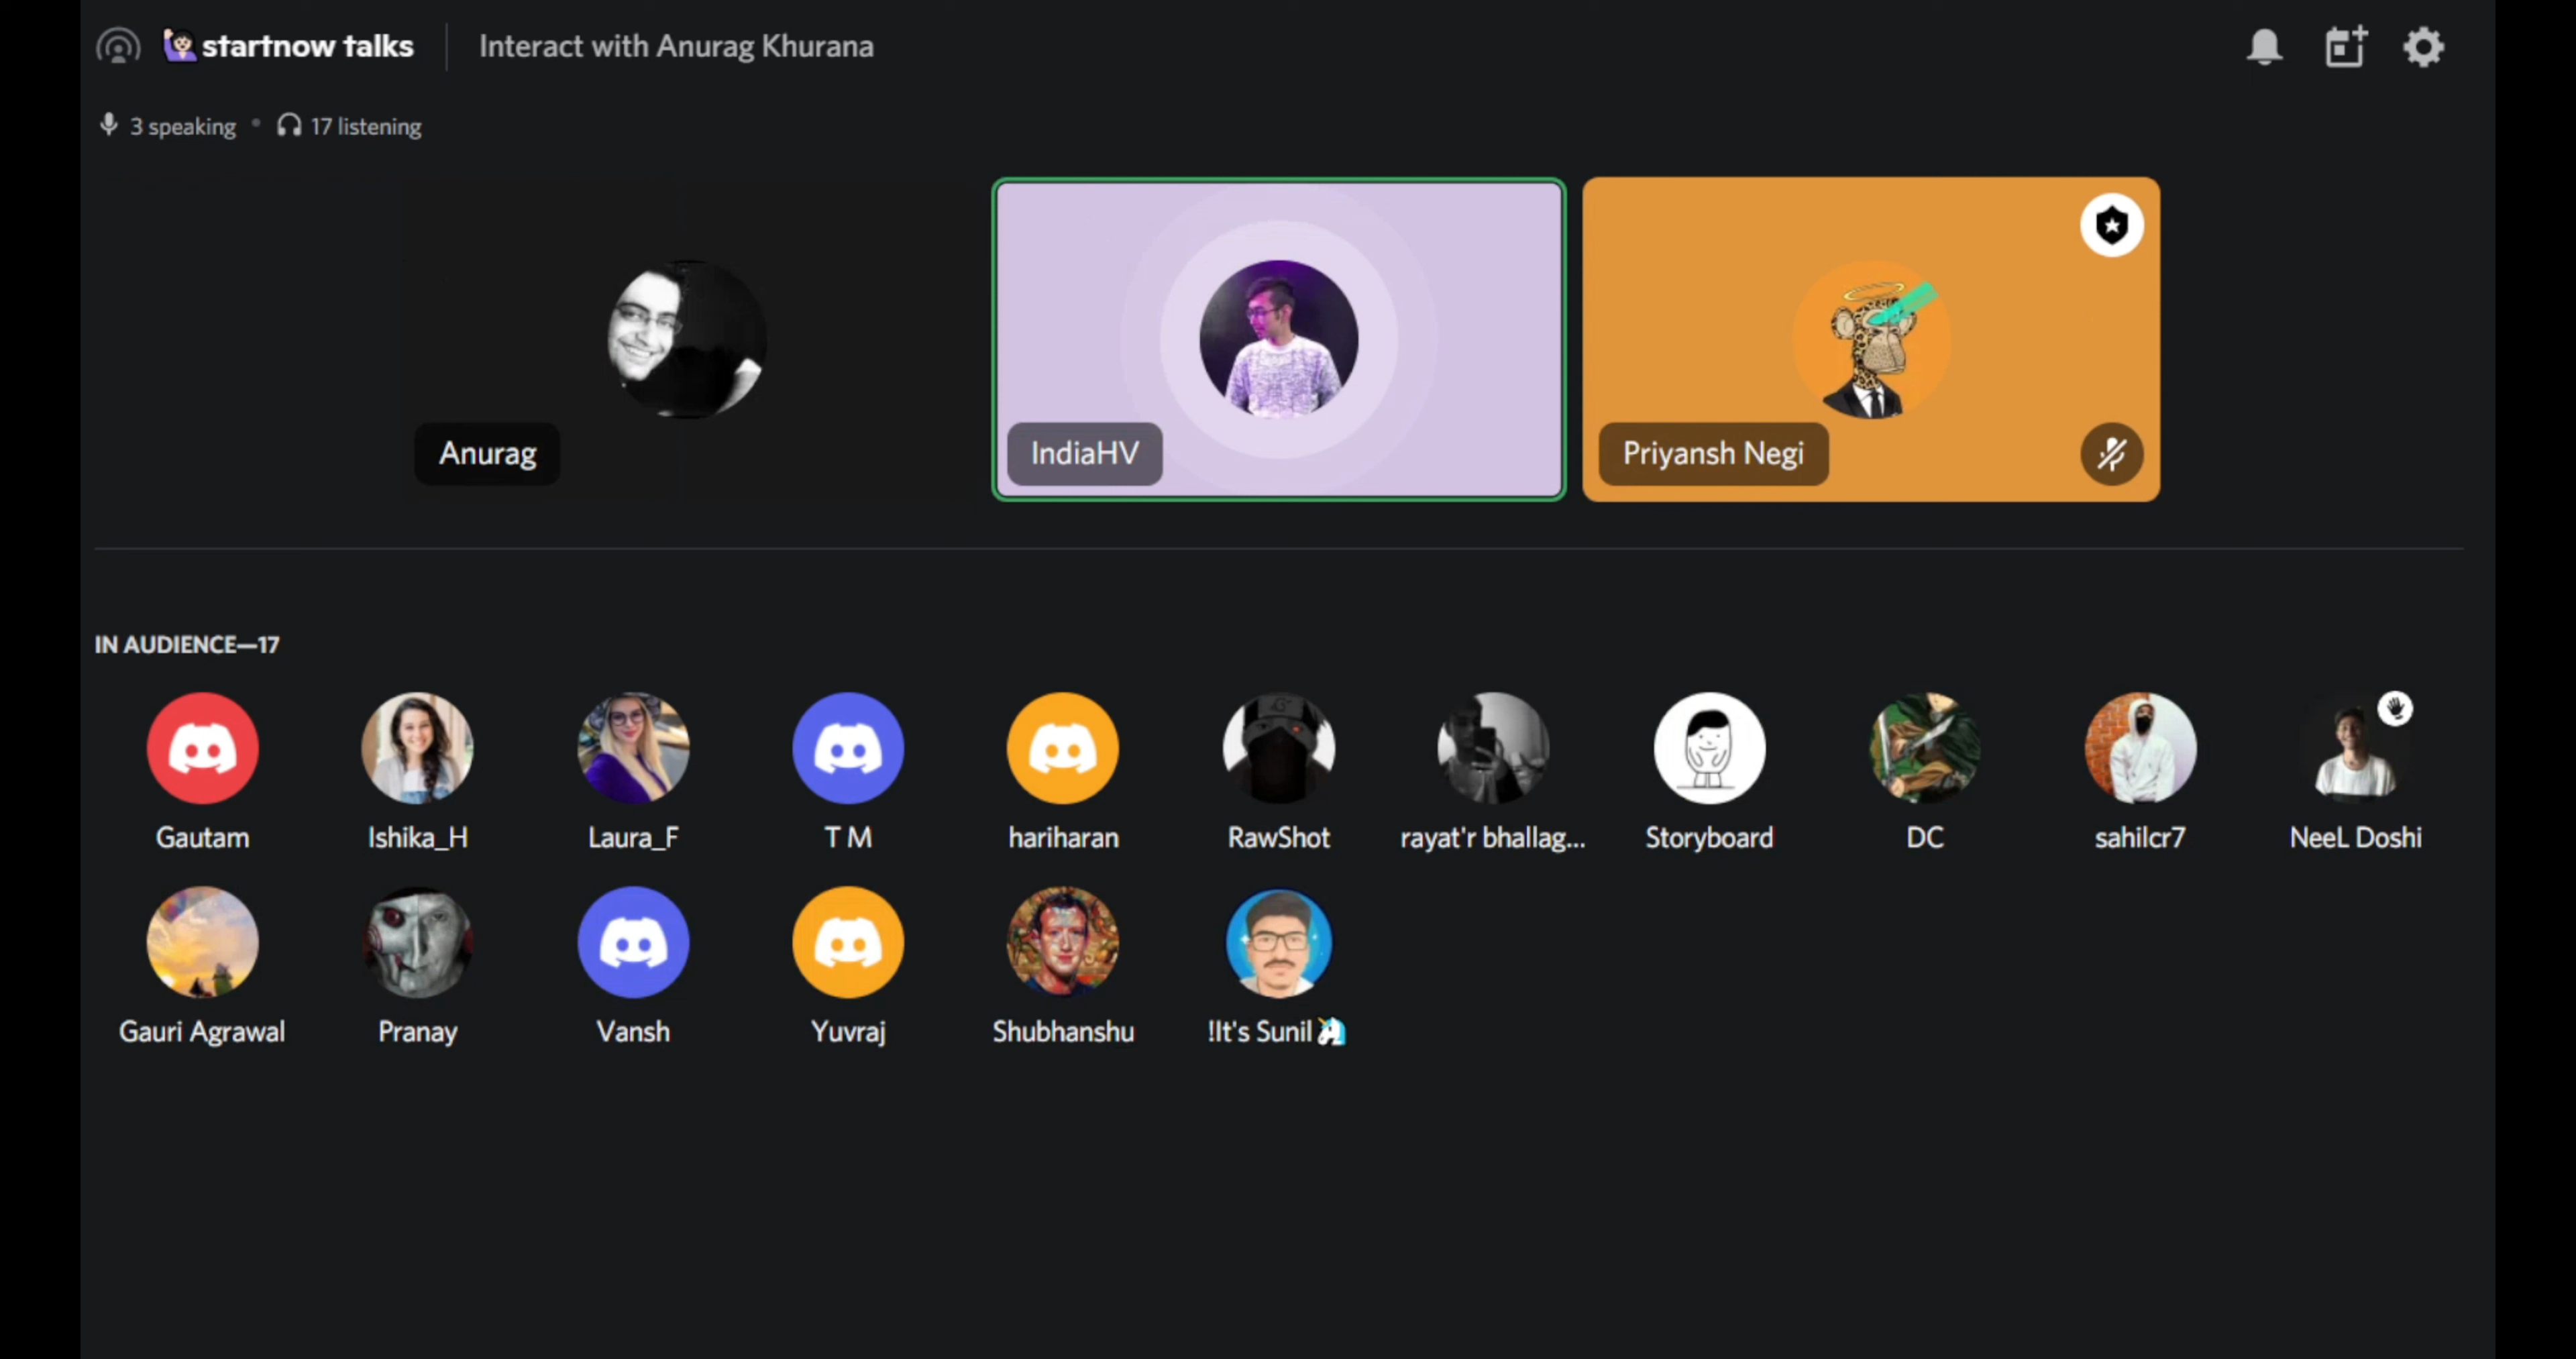 🙋🏻‍♀️startnow talks Interact with Anurag Khurana
3 speaking • 17 listening
Anurag IndiaHV Priyansh Negi
IN AUDIENCE—17
Gautam Ishika_H Laura_F T M hariharan RawShot rayat'r bhallag... Storyboard DC sahilcr7 NeeL Doshi
Gauri Agrawal Pranay Vansh Yuvraj Shubhanshu !It's Sunil🦄